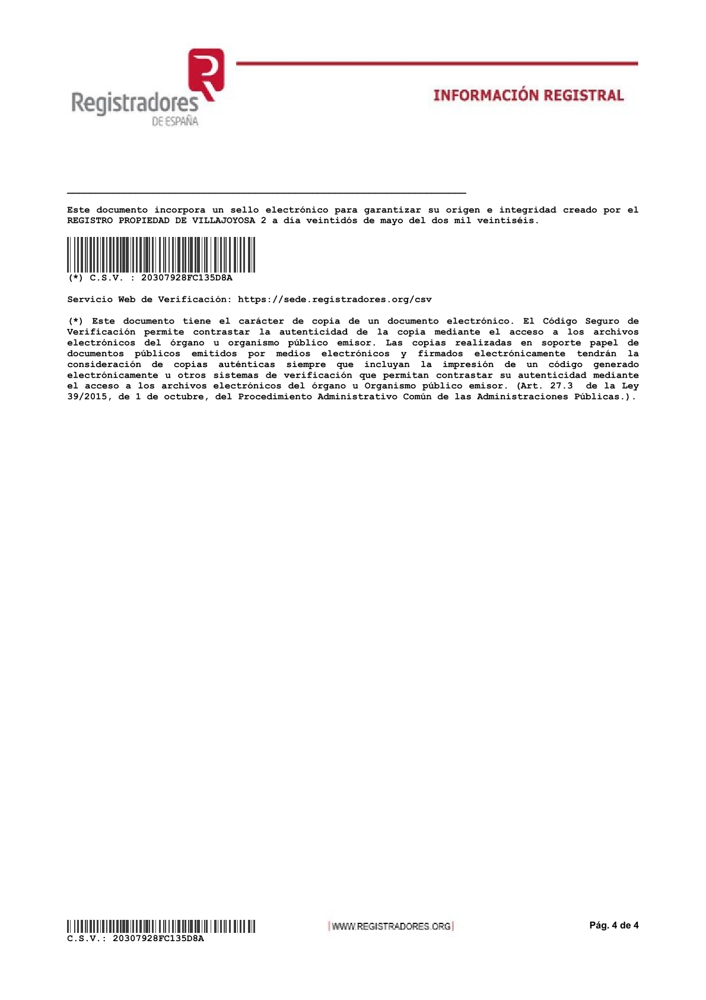 Registradores
DE ESPAÑA
INFORMACIÓN REGISTRAL
Este documento incorpora un sello electrónico para garantizar su origen e integridad creado por el
REGISTRO PROPIEDAD DE VILLAJOYOSA 2 a día veintidós de mayo del dos mil veintiséis.
(*) C.S.V. : 20307928FC135D8A
Servicio Web de Verificación: https://sede.registradores.org/csv
(*) Este documento tiene el carácter de copia de un documento electrónico. El Código Seguro de
Verificación permite contrastar la autenticidad de la copia mediante el acceso a los archivos
electrónicos del órgano u organismo público emisor. Las copias realizadas en soporte papel de
documentos públicos emitidos por medios electrónicos y firmados electrónicamente tendrán la
consideración de copias auténticas siempre que incluyan la impresión de un código generado
electrónicamente u otros sistemas de verificación que permitan contrastar su autenticidad mediante
el acceso a los archivos electrónicos del órgano u Organismo público emisor. (Art. 27.3 de la Ley
39/2015, de 1 de octubre, del Procedimiento Administrativo Común de las Administraciones Públicas.).
C.S.V.: 20307928FC135D8A
WWW.REGISTRADORES.ORG
Pág. 4 de 4